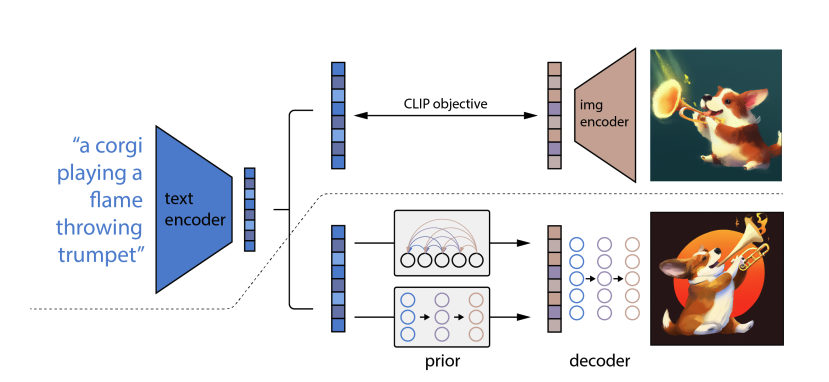 “a corgi
playing a
flame
throwing
trumpet”
text
encoder
CLIP objective
img
encoder
prior
decoder